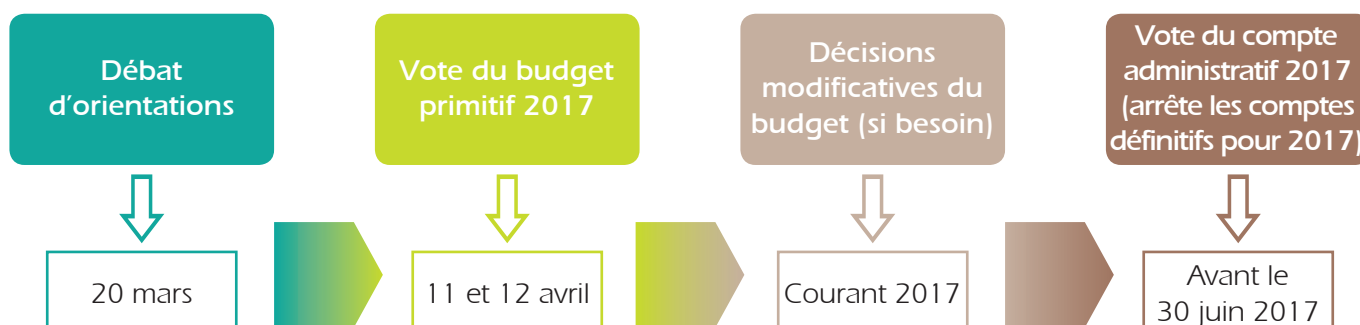 Débat
d'orientations
20 mars
Vote du budget
primitif 2017
11 et 12 avril
Décisions
modificatives du
budget (si besoin)
Courant 2017
Vote du compte
administratif 2017
(arrête les comptes
définitifs pour 2017)
Avant le
30 juin 2017